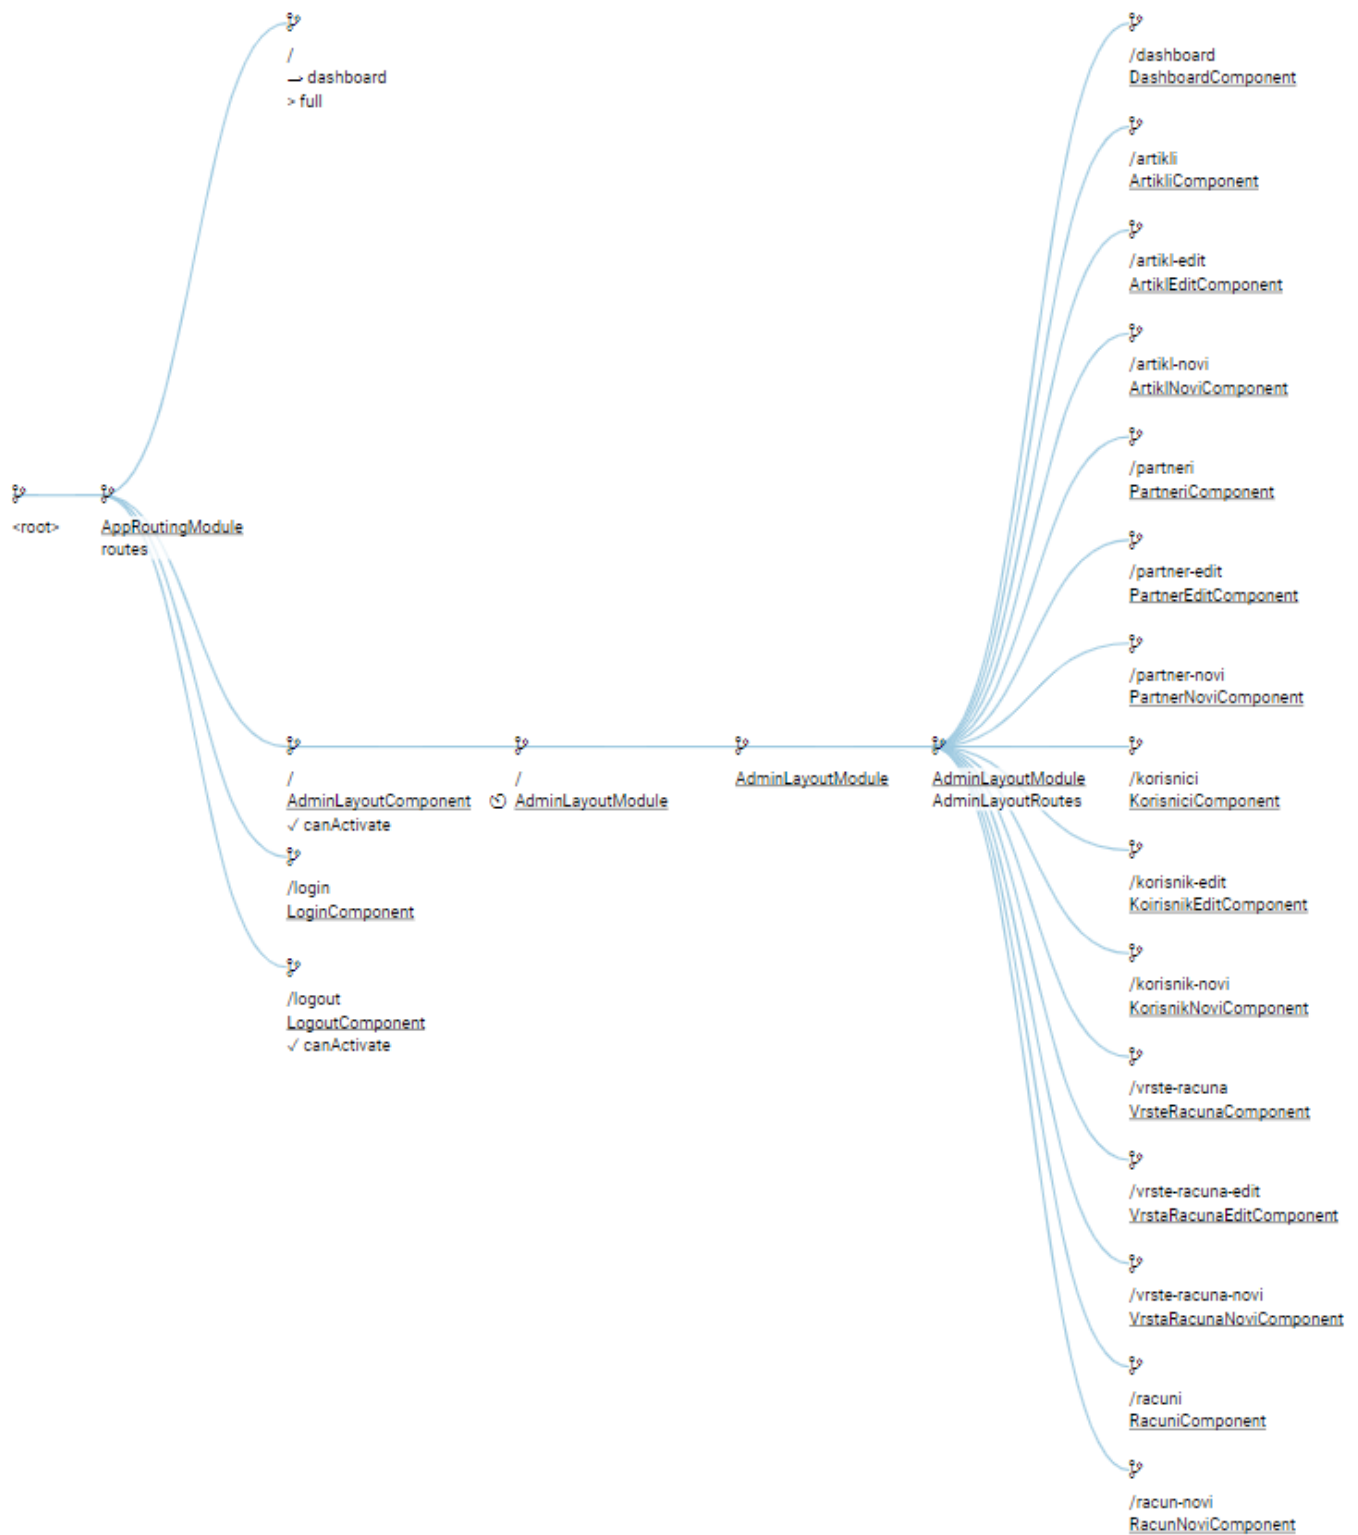 <root>
AppRoutingModule
routes
/
→ dashboard
> full
/
AdminLayoutComponent
✓ canActivate
/login
LoginComponent
/logout
LogoutComponent
✓ canActivate
/
AdminLayoutModule
AdminLayoutModule
AdminLayoutModule
AdminLayoutRoutes
/dashboard
DashboardComponent
/artikli
ArtikliComponent
/artikl-edit
ArtiklEditComponent
/artikl-novi
ArtiklNoviComponent
/partneri
PartneriComponent
/partner-edit
PartnerEditComponent
/partner-novi
PartnerNoviComponent
/korisnici
KorisniciComponent
/korisnik-edit
KoirisnikEditComponent
/korisnik-novi
KorisnikNoviComponent
/vrste-racuna
VrsteRacunaComponent
/vrste-racuna-edit
VrstaRacunaEditComponent
/vrste-racuna-novi
VrstaRacunaNoviComponent
/racuni
RacuniComponent
/racun-novi
RacunNoviComponent